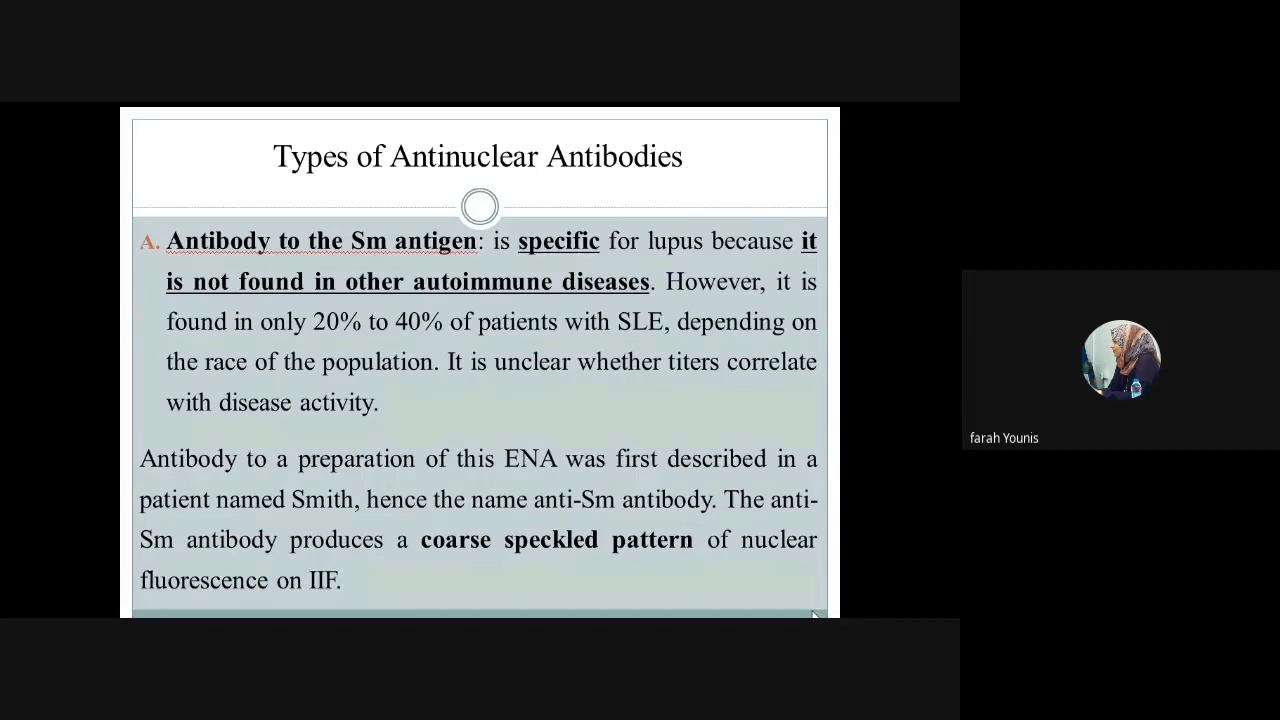 Types of Antinuclear Antibodies
A. Antibody to the Sm antigen: is specific for lupus because it
is not found in other autoimmune diseases. However, it is
found in only 20% to 40% of patients with SLE, depending on
the race of the population. It is unclear whether titers correlate
with disease activity.
Antibody to a preparation of this ENA was first described in a
patient named Smith, hence the name anti-Sm antibody. The anti-
Sm antibody produces a coarse speckled pattern of nuclear
fluorescence on IIF.
farah Younis